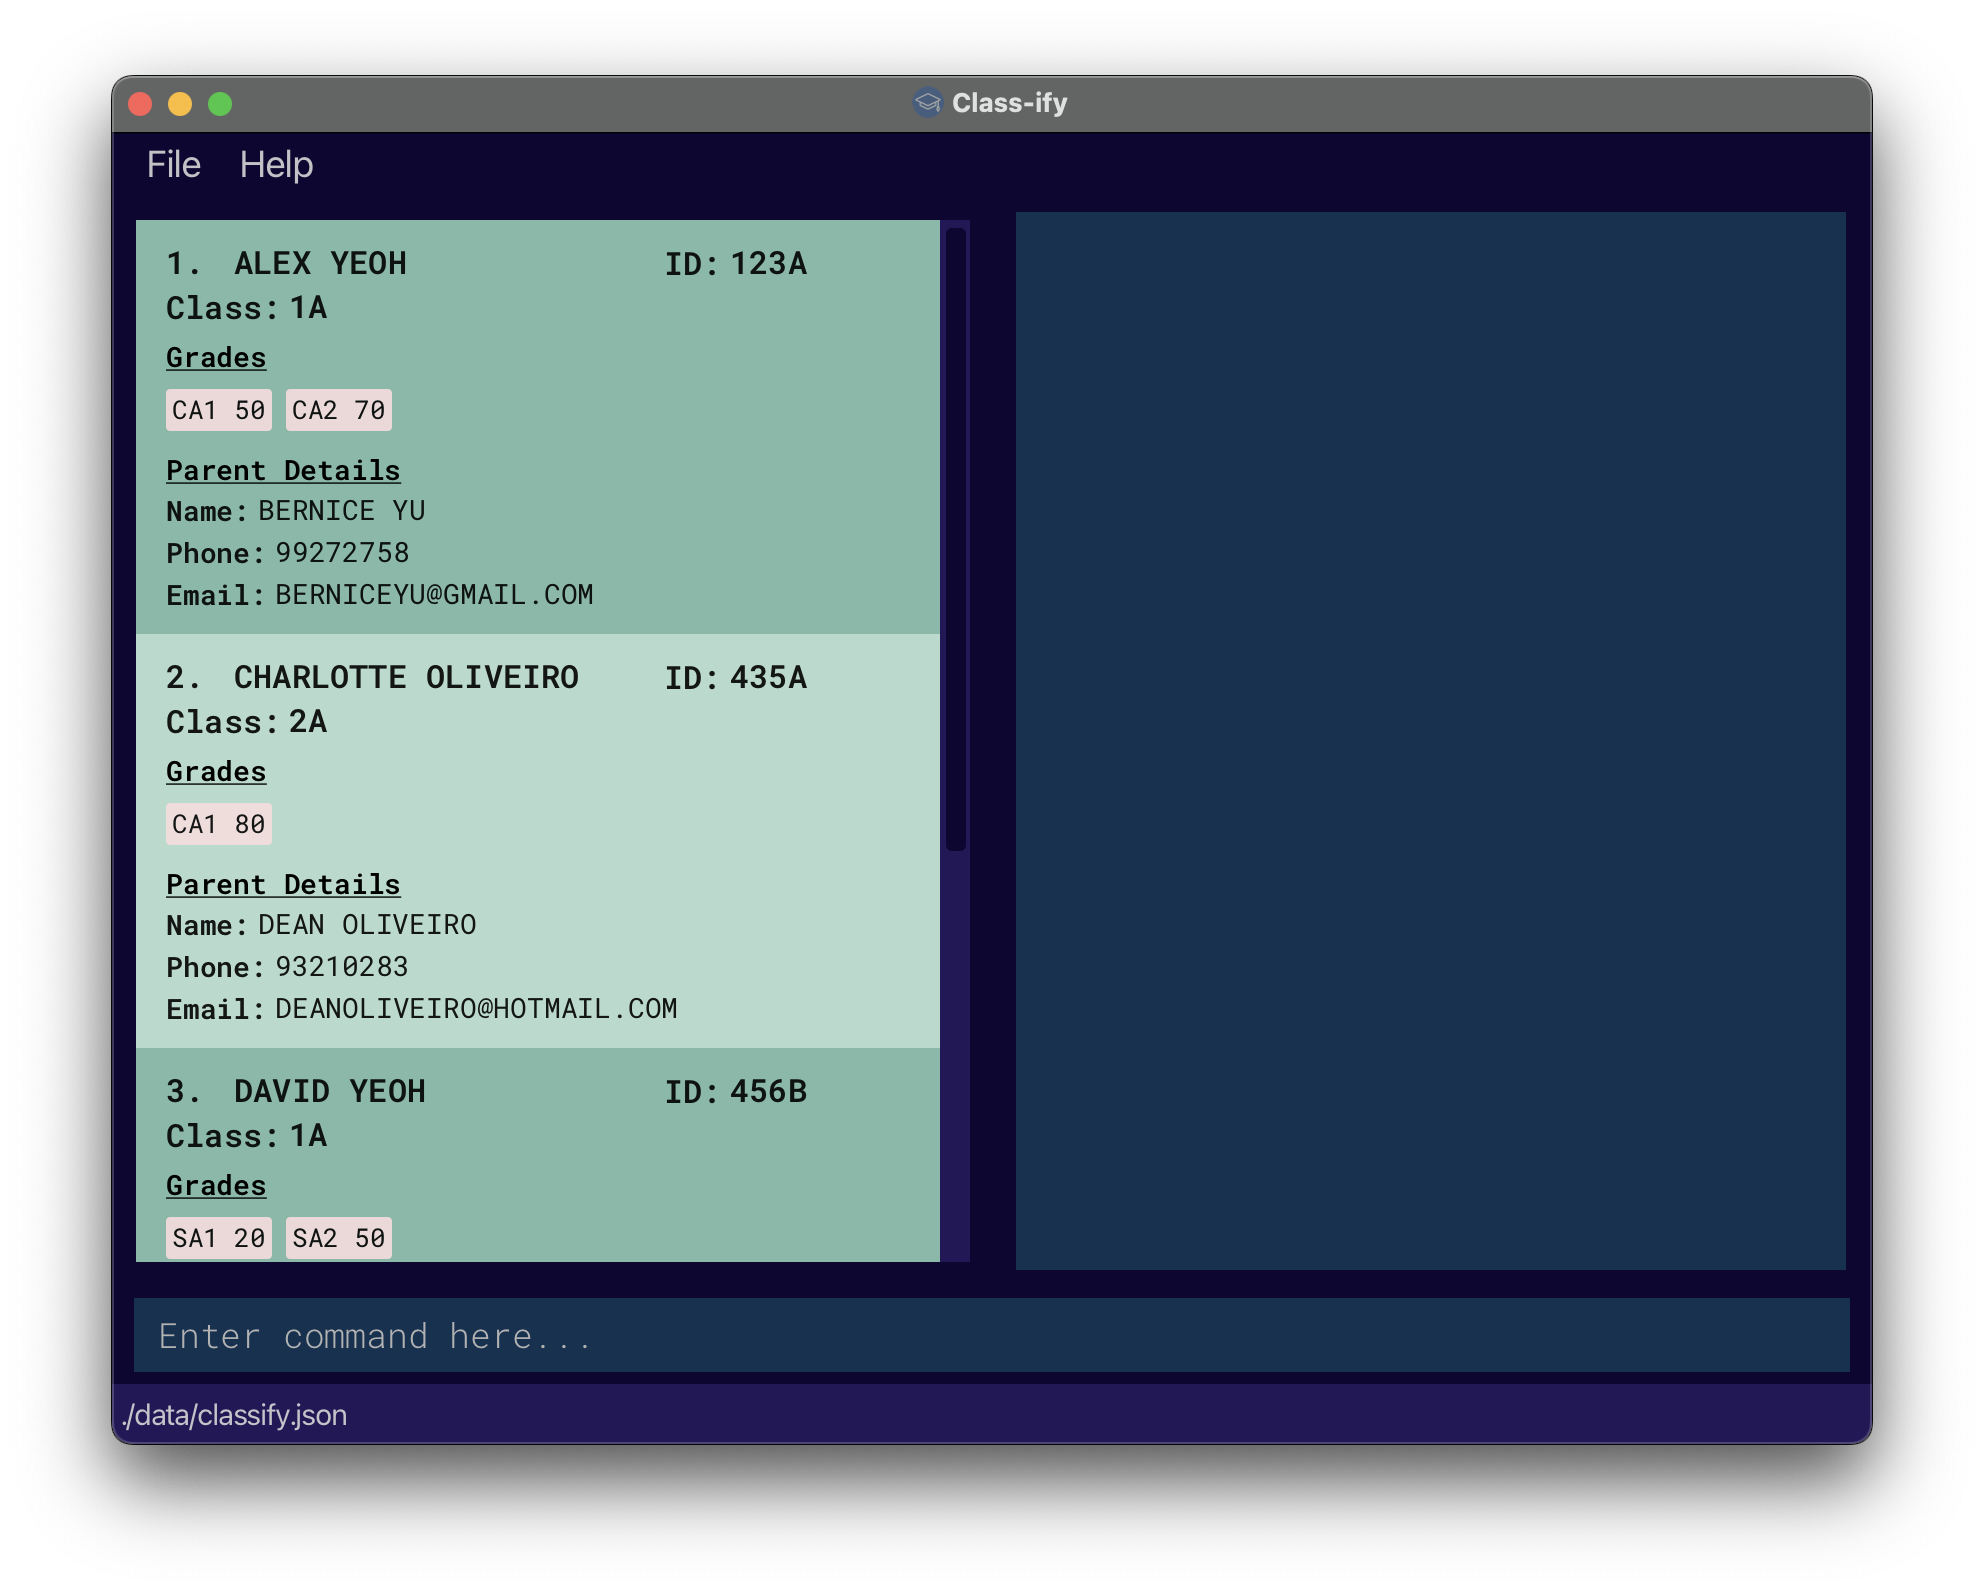 Class-ify
File Help
1. ALEX YEOH ID: 123A
Class: 1A
Grades
CA1 50 CA2 70
Parent Details
Name: BERNICE YU
Phone: 99272758
Email: BERNICEYU@GMAIL.COM
2. CHARLOTTE OLIVEIRO ID: 435A
Class: 2A
Grades
CA1 80
Parent Details
Name: DEAN OLIVEIRO
Phone: 93210283
Email: DEANOLIVEIRO@HOTMAIL.COM
3. DAVID YEOH ID: 456B
Class: 1A
Grades
SA1 20 SA2 50
Enter command here...
./data/classify.json